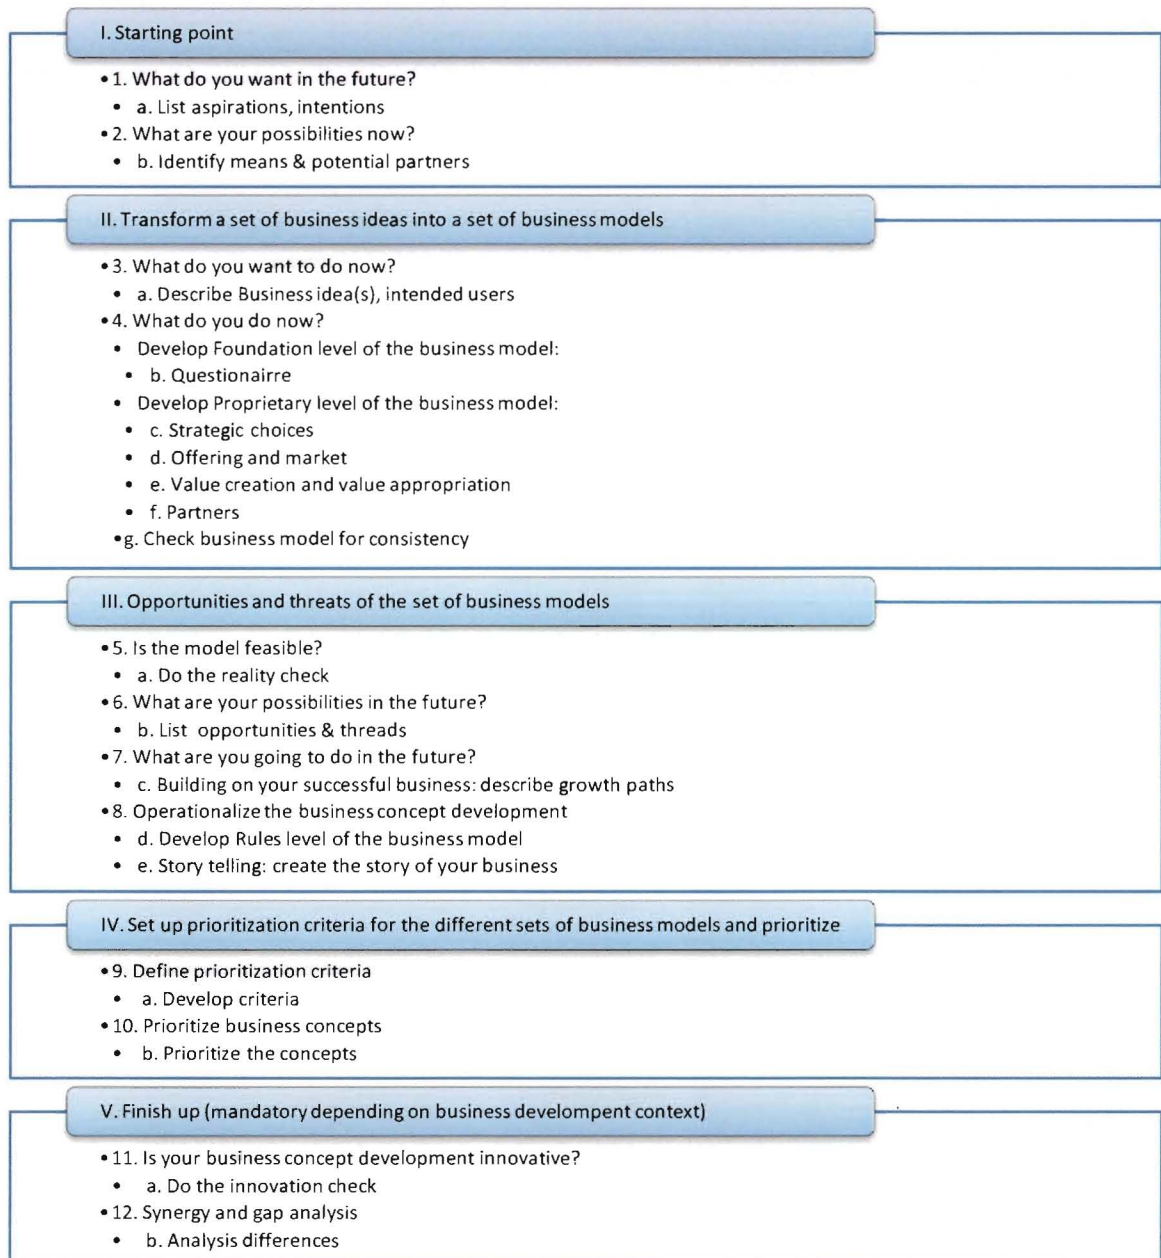 I. Starting point
• 1. What do you want in the future?
• a. List aspirations, intentions
• 2. What are your possibilities now?
• b. Identify means & potential partners
II. Transform a set of business ideas into a set of business models
• 3. What do you want to do now?
• a. Describe Business idea(s), intended users
• 4. What do you do now?
• Develop Foundation level of the business model:
• b. Questionairre
• Develop Proprietary level of the business model:
• c. Strategic choices
• d. Offering and market
• e. Value creation and value appropriation
• f. Partners
• g. Check business model for consistency
III. Opportunities and threats of the set of business models
• 5. Is the model feasible?
• a. Do the reality check
• 6. What are your possibilities in the future?
• b. List opportunities & threads
• 7. What are you going to do in the future?
• c. Building on your successful business: describe growth paths
• 8. Operationalize the business concept development
• d. Develop Rules level of the business model
• e. Story telling: create the story of your business
IV. Set up prioritization criteria for the different sets of business models and prioritize
• 9. Define prioritization criteria
• a. Develop criteria
• 10. Prioritize business concepts
• b. Prioritize the concepts
V. Finish up (mandatory depending on business develompent context)
• 11. Is your business concept development innovative?
• a. Do the innovation check
• 12. Synergy and gap analysis
• b. Analysis differences